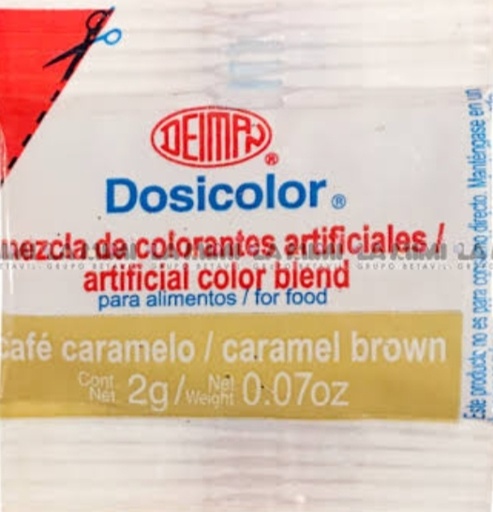 DEIMAN®
Dosicolor®
mezcla de colorantes artificiales /
artificial color blend
para alimentos / for food
café caramelo / caramel brown
Cont. Net. 2g / Net Weight 0.07oz
Este producto no es para consumo directo. Manténgase en un